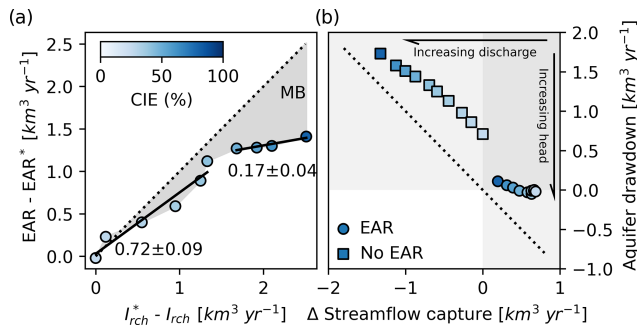 (a)
2.5
2.0
1.5
1.0
0.5
0.0
EAR - EAR* [km³ yr⁻¹]
0 50 100
CIE (%)
MB
0.17±0.04
0.72±0.09
0 1 2
I*rch - Irch [km³ yr⁻¹]
(b)
Increasing discharge
Increasing head
EAR
No EAR
−2 −1 0 1
Δ Streamflow capture [km³ yr⁻¹]
2.0
1.5
1.0
0.5
0.0
−0.5
−1.0
Aquifer drawdown [km³ yr⁻¹]